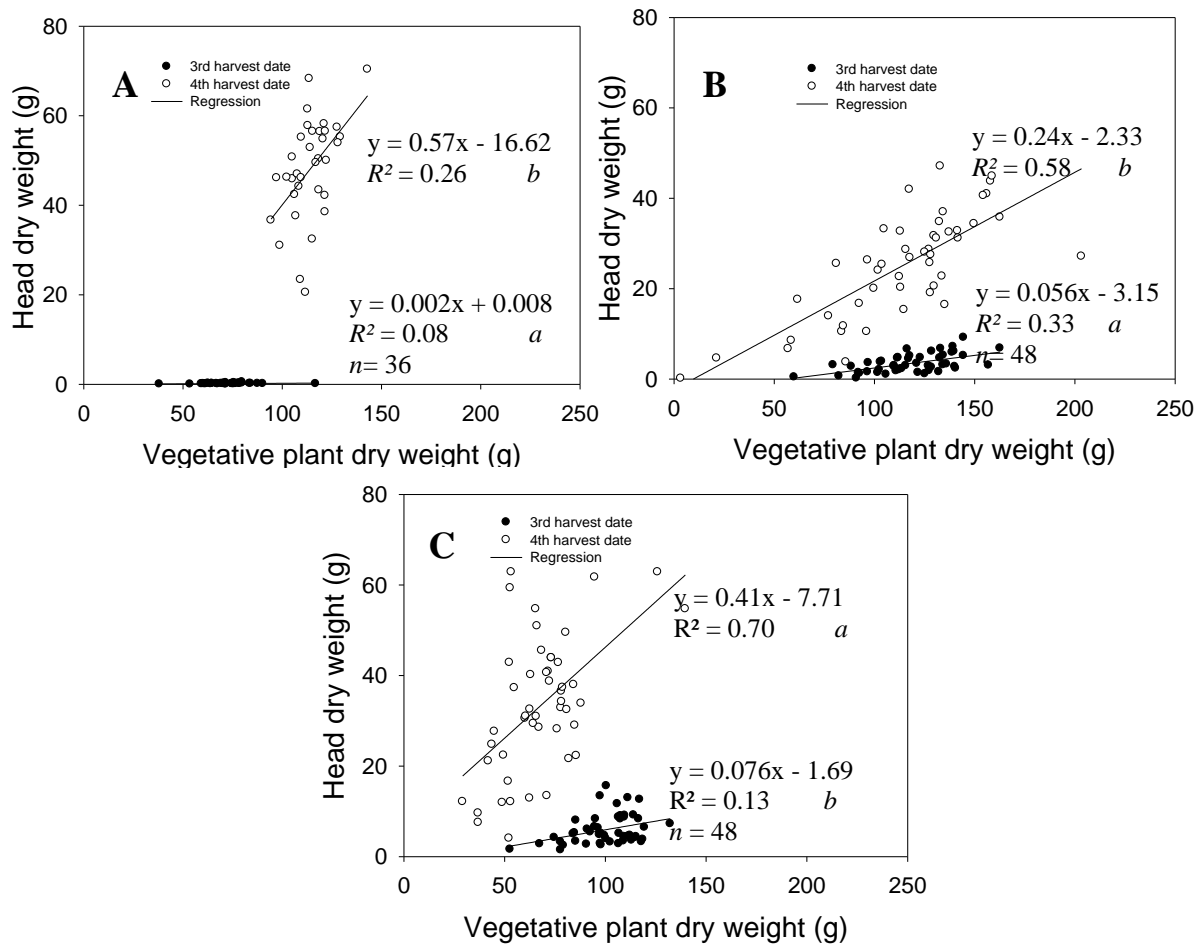 80
60
40
20
0
Head dry weight (g)
A
3rd harvest date
4th harvest date
Regression
y = 0.57x - 16.62
R² = 0.26 b
y = 0.002x + 0.008
R² = 0.08 a
n= 36
0 50 100 150 200 250
Vegetative plant dry weight (g)
80
60
40
20
0
Head dry weight (g)
B
3rd harvest date
4th harvest date
Regression
y = 0.24x - 2.33
R² = 0.58 b
y = 0.056x - 3.15
R² = 0.33 a
n = 48
0 50 100 150 200 250
Vegetative plant dry weight (g)
80
60
40
20
0
Head dry weight (g)
C
3rd harvest date
4th harvest date
Regression
y = 0.41x - 7.71
R² = 0.70 a
y = 0.076x - 1.69
R² = 0.13 b
n = 48
0 50 100 150 200 250
Vegetative plant dry weight (g)